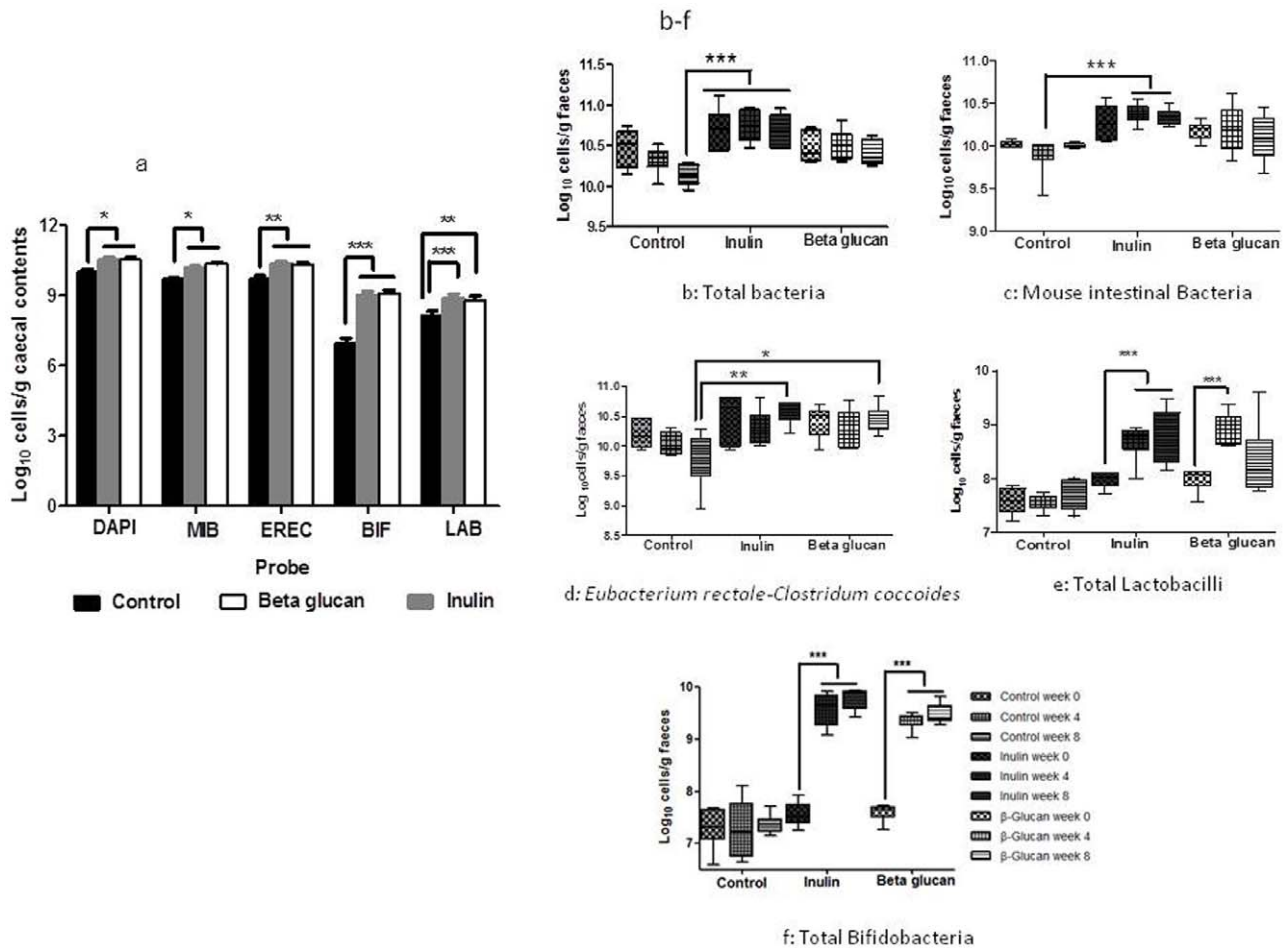 b-f
a
Log10 cells/g caecal contents
12
9
6
3
0
* * ** *** *** **
DAPI MIB EREC BIF LAB
Probe
Control Beta glucan Inulin
Log10 cells/g faeces
11.5
11.0
10.5
10.0
9.5
***
Control Inulin Beta glucan
b: Total bacteria
Log10 cells/g faeces
11.0
10.5
10.0
9.5
9.0
***
Control Inulin Beta glucan
c: Mouse intestinal Bacteria
Log10 cells/g faeces
11.0
10.5
10.0
9.5
9.0
8.5
*
**
Control Inulin Beta glucan
d: Eubacterium rectale-Clostridum coccoides
Log10 cells/g faeces
10
9
8
7
*** ***
Control Inulin Beta glucan
e: Total Lactobacilli
Log10 cells/g faeces
10
9
8
7
*** ***
Control Inulin Beta glucan
Control week 0
Control week 4
Control week 8
Inulin week 0
Inulin week 4
Inulin week 8
β-Glucan week 0
β-Glucan week 4
β-Glucan week 8
f: Total Bifidobacteria